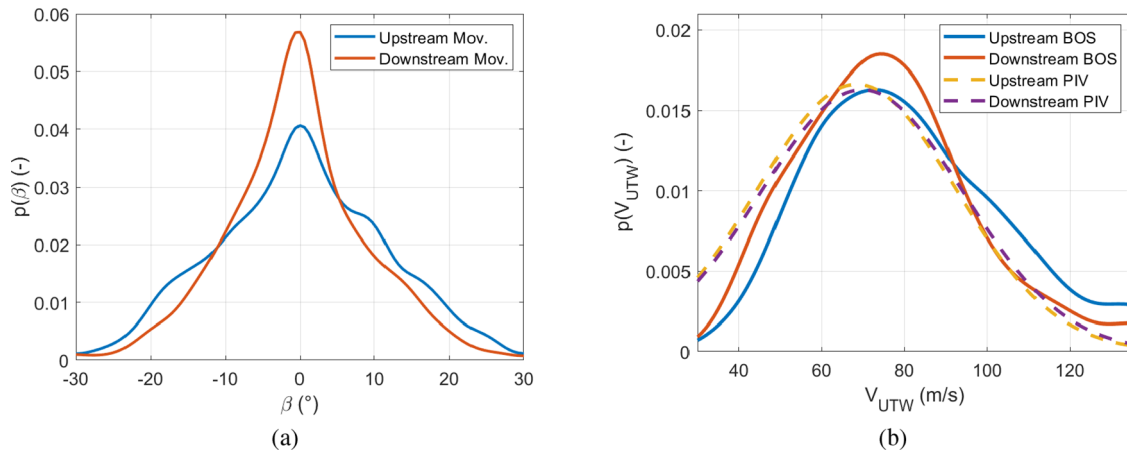 0.06
0.05
0.04
0.03
0.02
0.01
0
-30 -20 -10 0 10 20 30
p(β) (-)
β (°)
Upstream Mov.
Downstream Mov.
(a)
0.02
0.015
0.01
0.005
0
40 60 80 100 120
p(V_UTW) (-)
V_UTW (m/s)
Upstream BOS
Downstream BOS
Upstream PIV
Downstream PIV
(b)